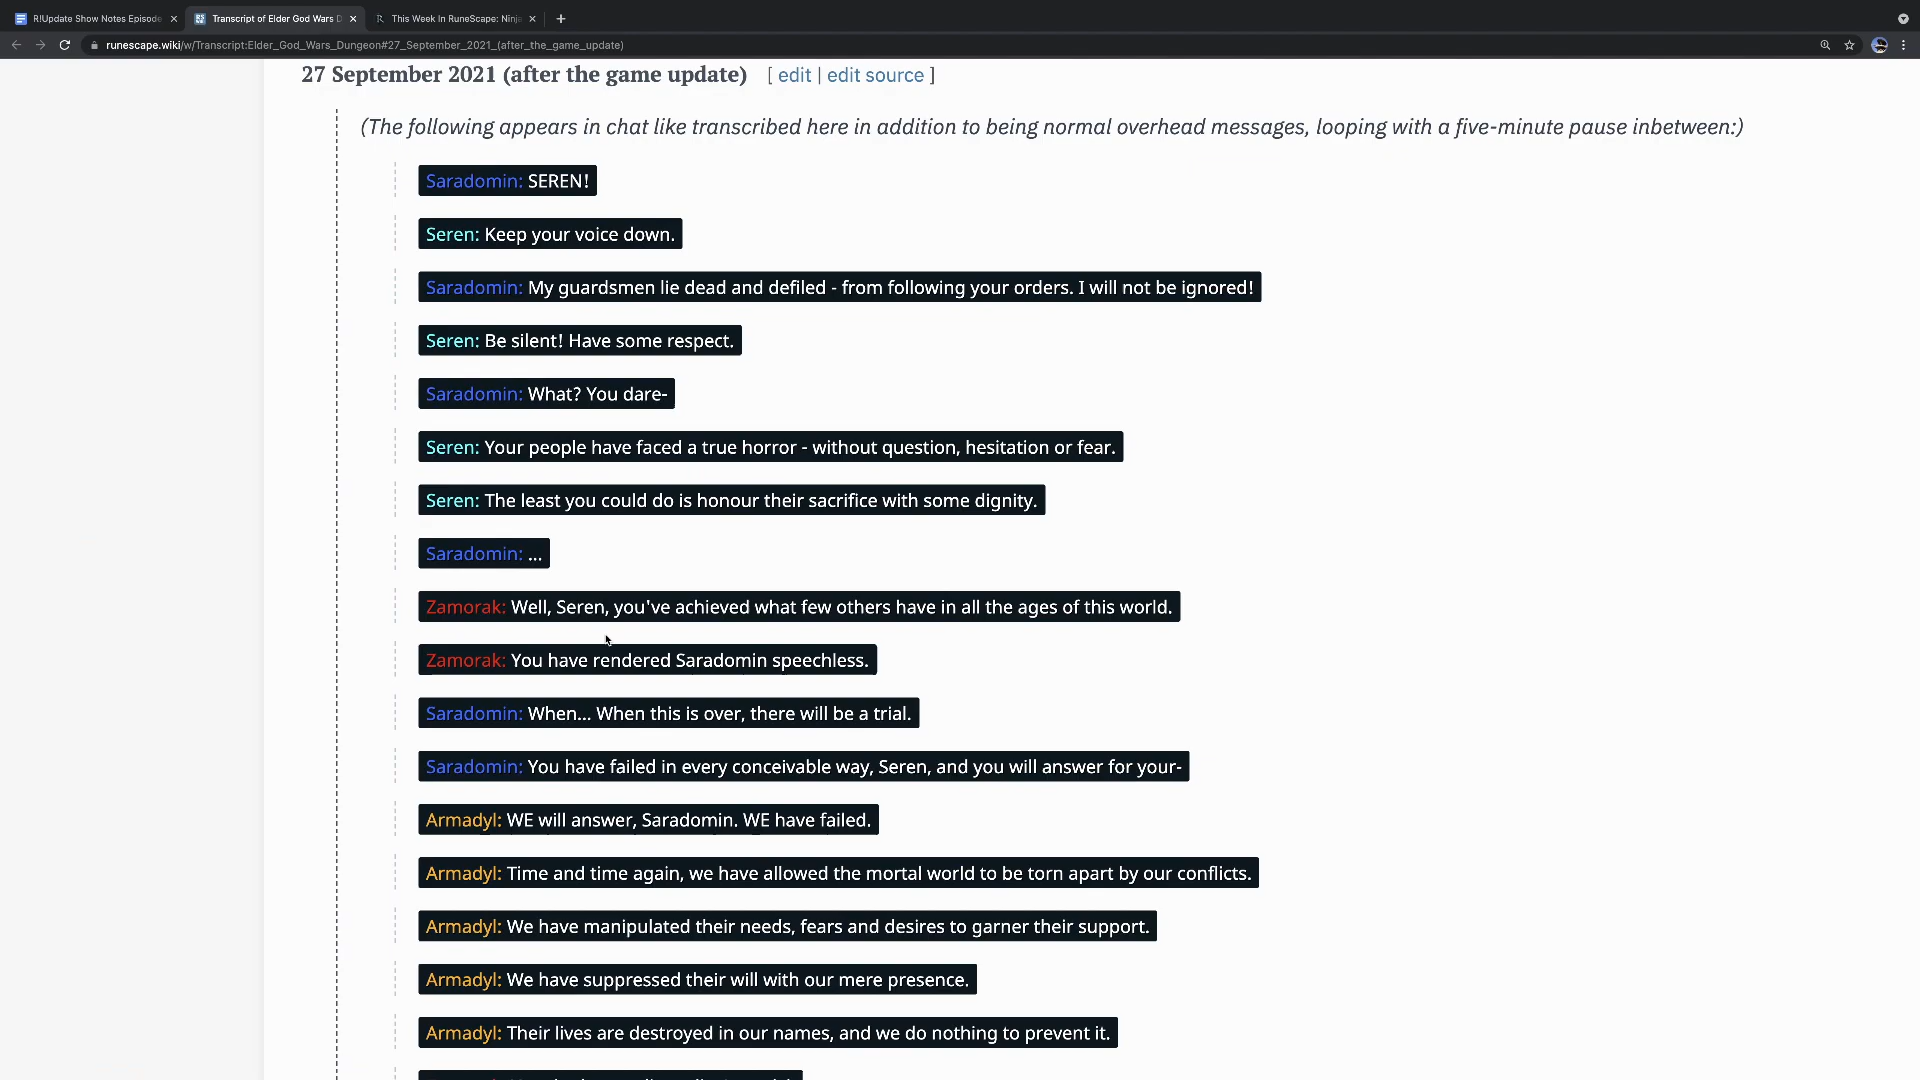 R!Update Show Notes Episode
Transcript of Elder God Wars D
This Week In RuneScape: Ninja
runescape.wiki/w/Transcript:Elder_God_Wars_Dungeon#27_September_2021_(after_the_game_update)
27 September 2021 (after the game update) [ edit | edit source ]
(The following appears in chat like transcribed here in addition to being normal overhead messages, looping with a five-minute pause inbetween:)
Saradomin: SEREN!
Seren: Keep your voice down.
Saradomin: My guardsmen lie dead and defiled - from following your orders. I will not be ignored!
Seren: Be silent! Have some respect.
Saradomin: What? You dare-
Seren: Your people have faced a true horror - without question, hesitation or fear.
Seren: The least you could do is honour their sacrifice with some dignity.
Saradomin: ...
Zamorak: Well, Seren, you've achieved what few others have in all the ages of this world.
Zamorak: You have rendered Saradomin speechless.
Saradomin: When... When this is over, there will be a trial.
Saradomin: You have failed in every conceivable way, Seren, and you will answer for your-
Armadyl: WE will answer, Saradomin. WE have failed.
Armadyl: Time and time again, we have allowed the mortal world to be torn apart by our conflicts.
Armadyl: We have manipulated their needs, fears and desires to garner their support.
Armadyl: We have suppressed their will with our mere presence.
Armadyl: Their lives are destroyed in our names, and we do nothing to prevent it.